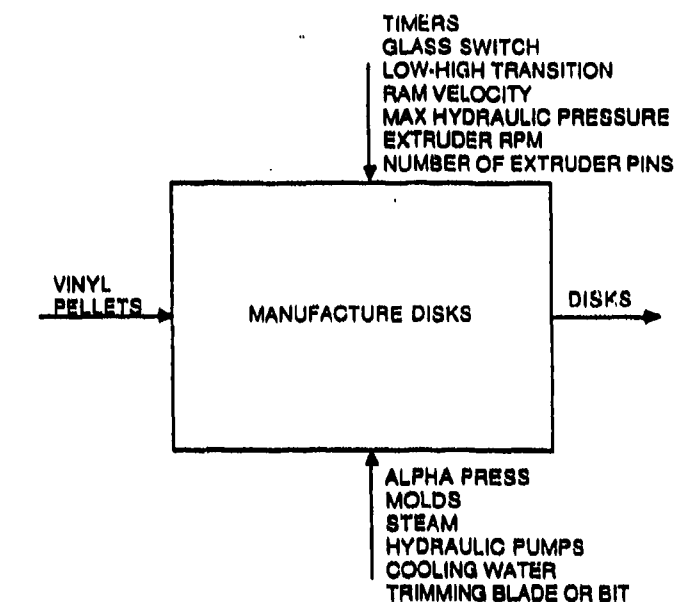 TIMERS
GLASS SWITCH
LOW-HIGH TRANSITION
RAM VELOCITY
MAX HYDRAULIC PRESSURE
EXTRUDER RPM
NUMBER OF EXTRUDER PINS
VINYL
PELLETS
MANUFACTURE DISKS
DISKS
ALPHA PRESS
MOLDS
STEAM
HYDRAULIC PUMPS
COOLING WATER
TRIMMING BLADE OR BIT